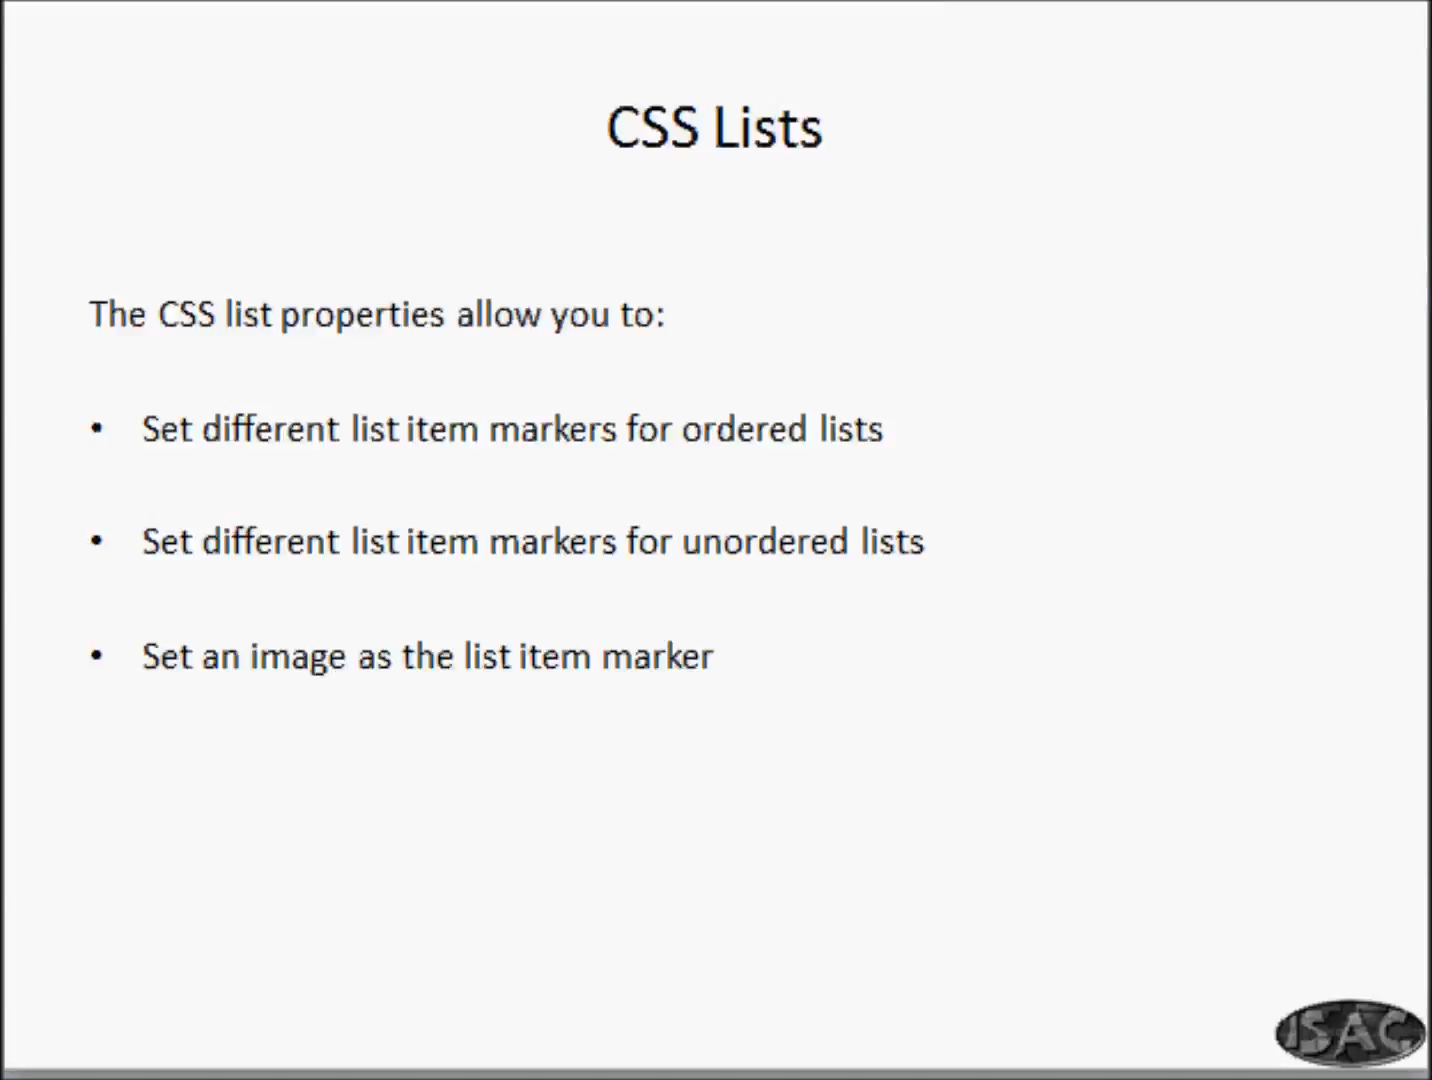 CSS Lists
The CSS list properties allow you to:
• Set different list item markers for ordered lists
• Set different list item markers for unordered lists
• Set an image as the list item marker
ISAC